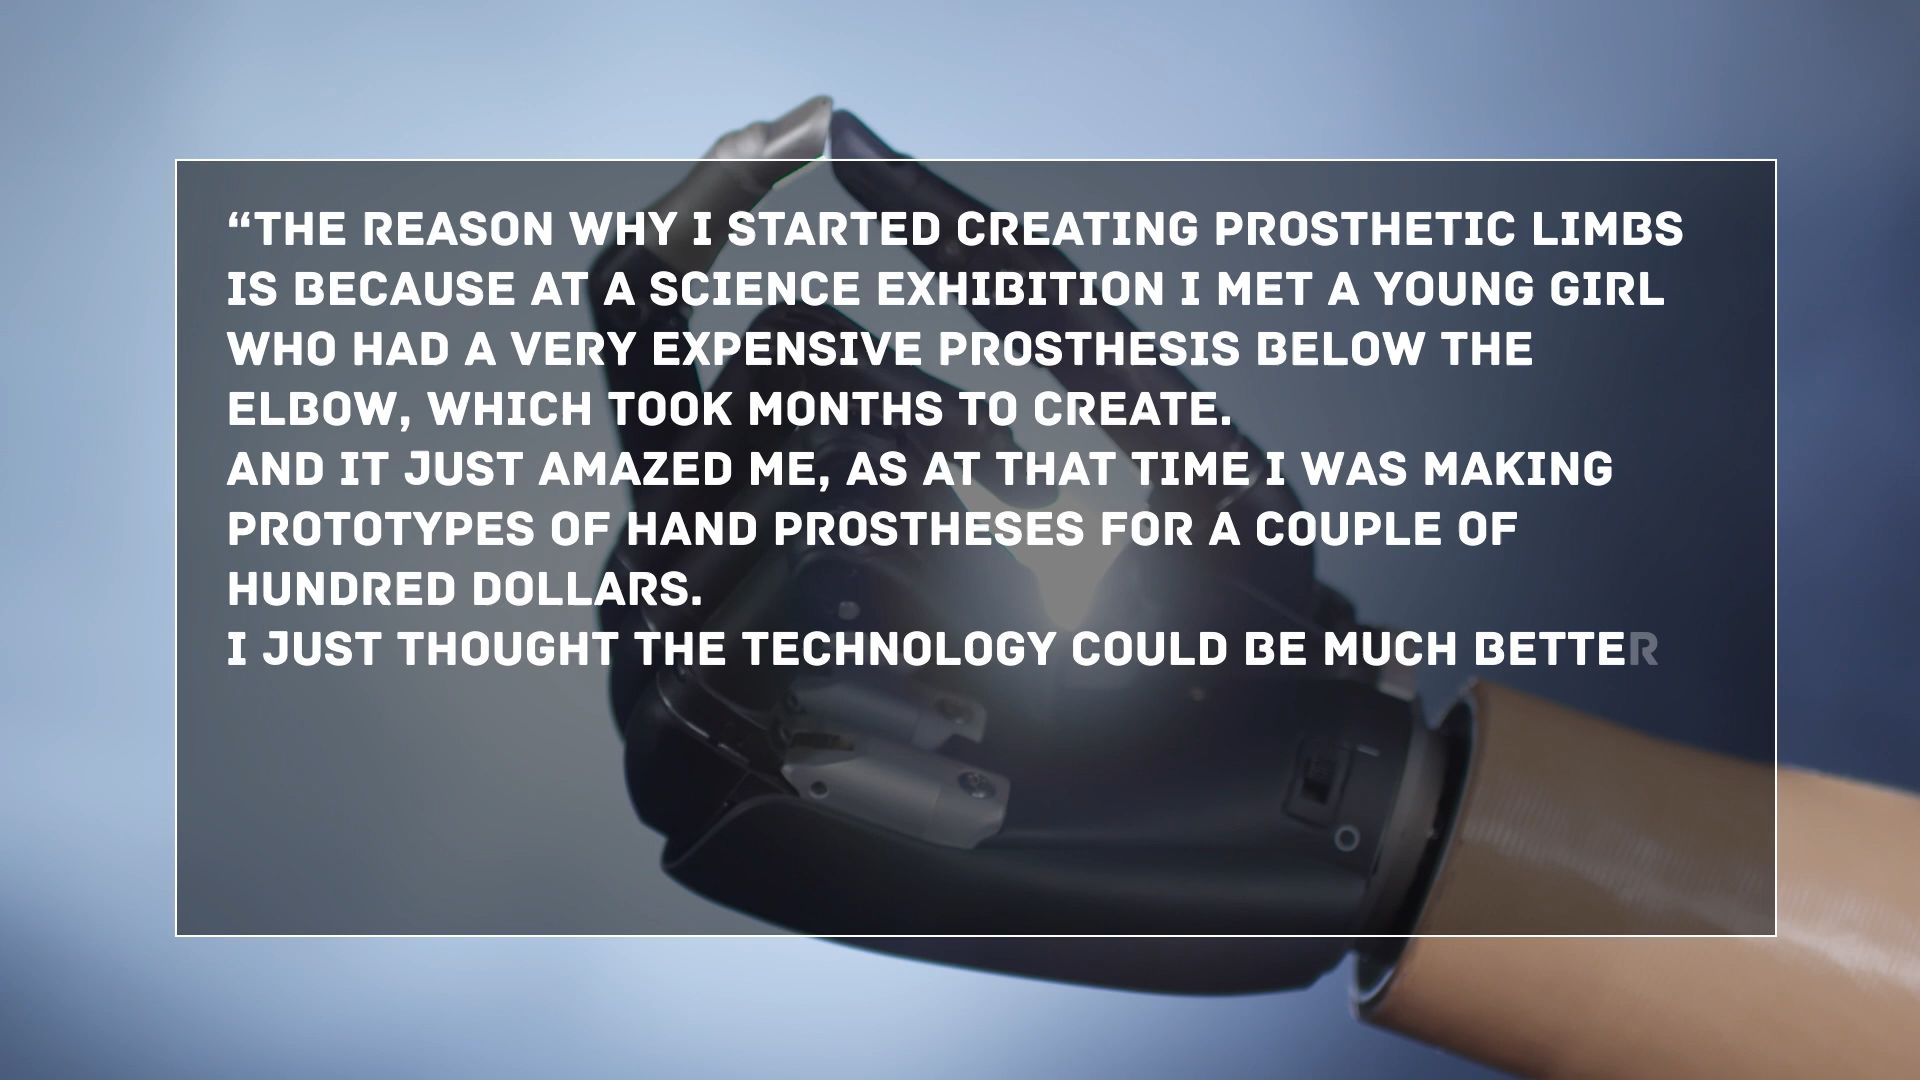 “THE REASON WHY I STARTED CREATING PROSTHETIC LIMBS
IS BECAUSE AT A SCIENCE EXHIBITION I MET A YOUNG GIRL
WHO HAD A VERY EXPENSIVE PROSTHESIS BELOW THE
ELBOW, WHICH TOOK MONTHS TO CREATE.
AND IT JUST AMAZED ME, AS AT THAT TIME I WAS MAKING
PROTOTYPES OF HAND PROSTHESES FOR A COUPLE OF
HUNDRED DOLLARS.
I JUST THOUGHT THE TECHNOLOGY COULD BE MUCH BETTER